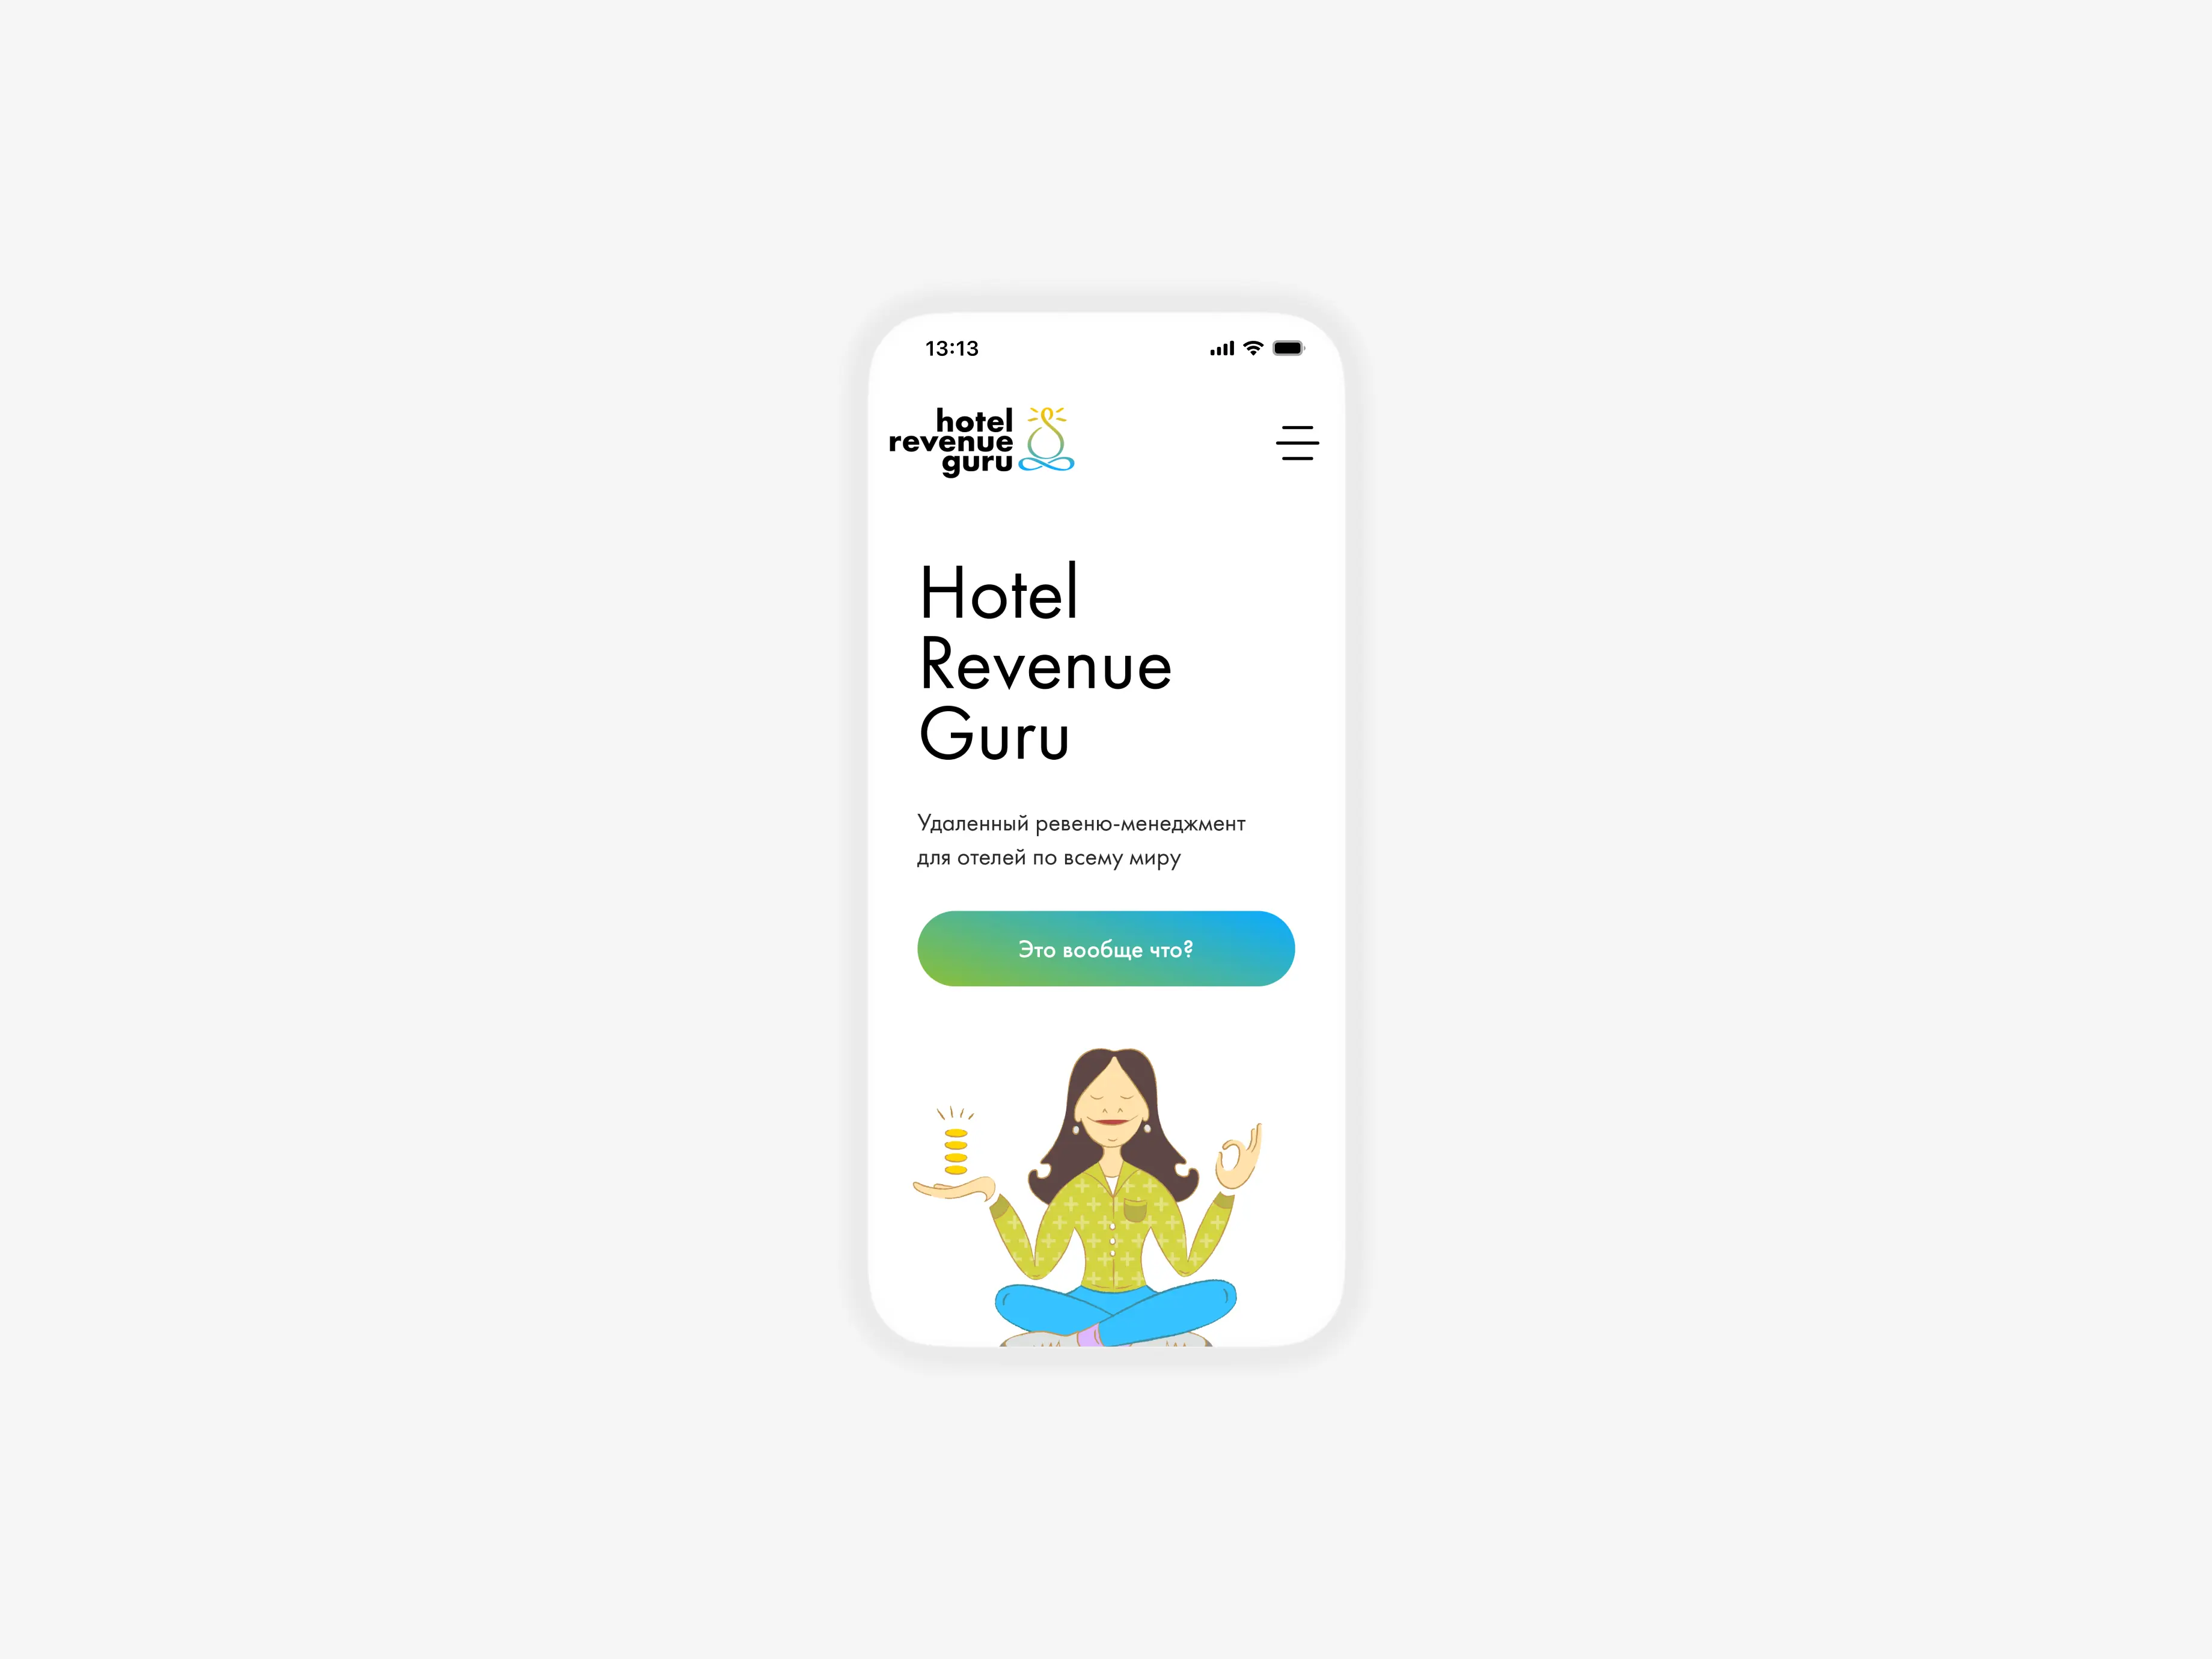 13:13
hotel
revenue
guru
Hotel
Revenue
Guru
Удаленный ревеню-менеджмент
для отелей по всему миру
Это вообще что?